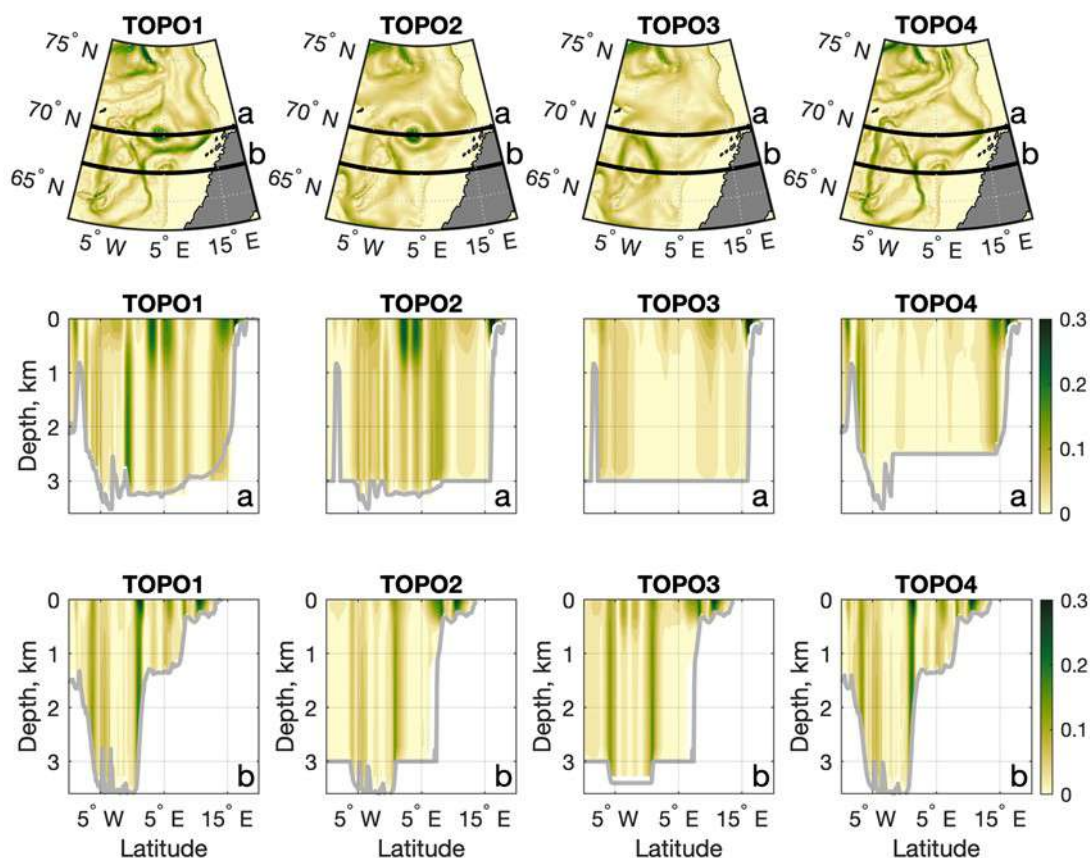 TOPO1 TOPO2 TOPO3 TOPO4
75° N 75° N 75° N 75° N
70° N 70° N 70° N 70° N
a a a a
b b b b
65° N 65° N 65° N 65° N
5° W 5° E 15° E 5° W 5° E 15° E 5° W 5° E 15° E 5° W 5° E 15° E
TOPO1 TOPO2 TOPO3 TOPO4
0 0 0 0 0.3
1 1 1 1 0.2
Depth, km Depth, km Depth, km Depth, km
2 2 2 2 0.1
3 3 3 3
a a a a 0
TOPO1 TOPO2 TOPO3 TOPO4
0 0 0 0 0.3
1 1 1 1 0.2
Depth, km Depth, km Depth, km Depth, km
2 2 2 2 0.1
3 3 3 3
b b b b 0
5° W 5° E 15° E 5° W 5° E 15° E 5° W 5° E 15° E 5° W 5° E 15° E
Latitude Latitude Latitude Latitude